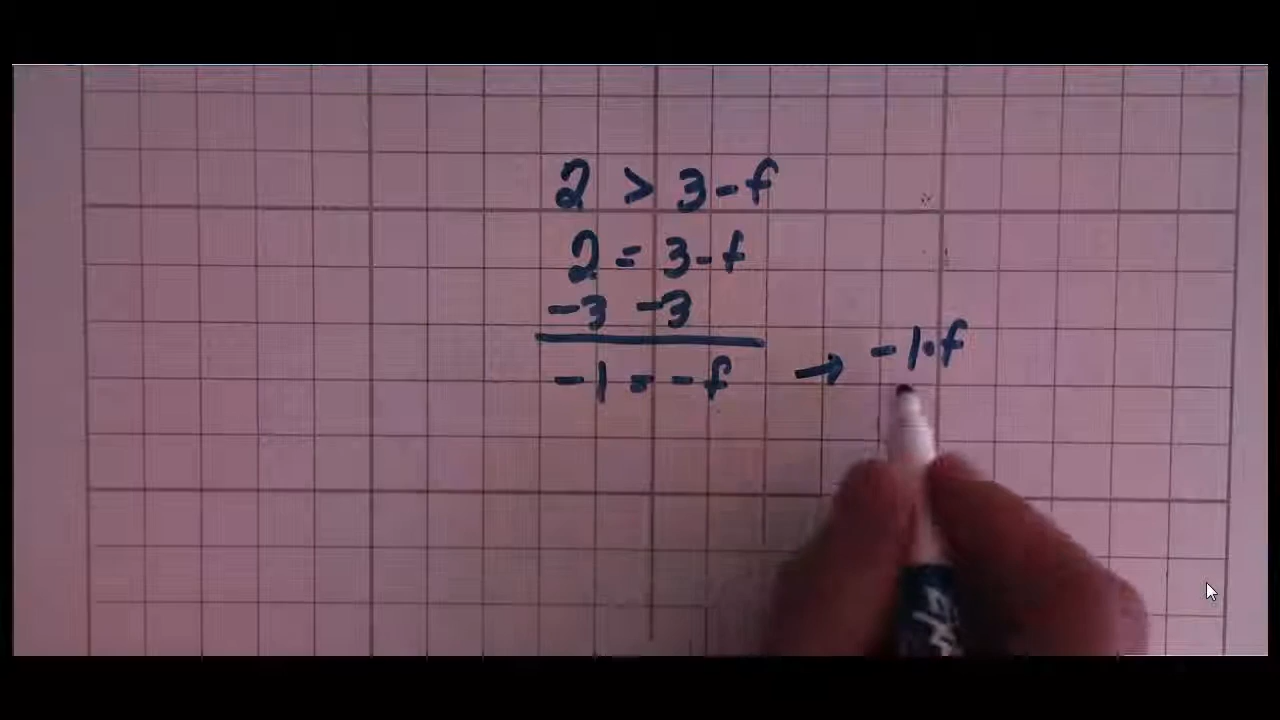 2 > 3-f
2 = 3-f
-3 -3
-1 = -f → -1·f